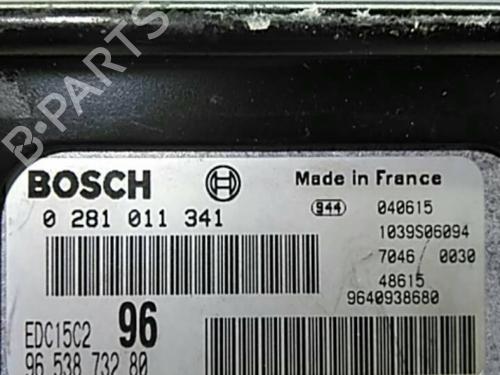 B-PARTS
BOSCH
Made in France
0 281 011 341
944 040615
1039S06094
7046 0030
48615
9640938680
EDC15C2 96
96 538 732 80